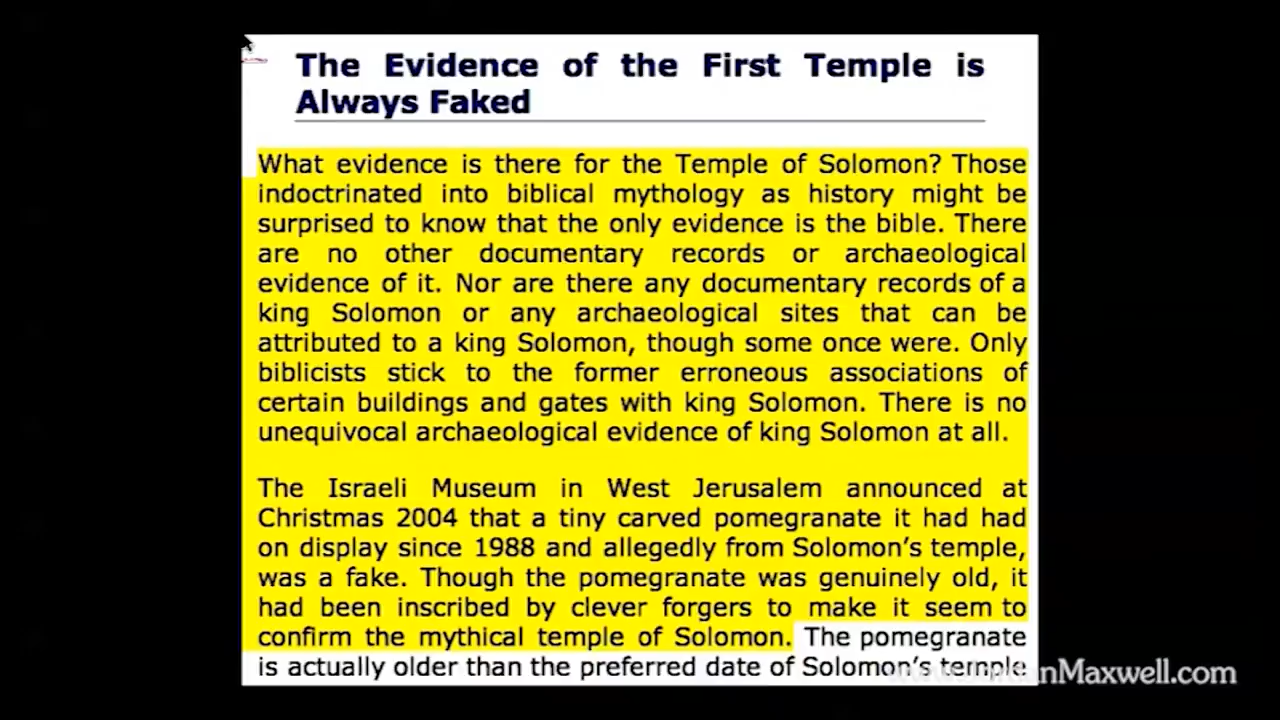 The Evidence of the First Temple is
Always Faked
What evidence is there for the Temple of Solomon? Those
indoctrinated into biblical mythology as history might be
surprised to know that the only evidence is the bible. There
are no other documentary records or archaeological
evidence of it. Nor are there any documentary records of a
king Solomon or any archaeological sites that can be
attributed to a king Solomon, though some once were. Only
biblicists stick to the former erroneous associations of
certain buildings and gates with king Solomon. There is no
unequivocal archaeological evidence of king Solomon at all.
The Israeli Museum in West Jerusalem announced at
Christmas 2004 that a tiny carved pomegranate it had had
on display since 1988 and allegedly from Solomon's temple,
was a fake. Though the pomegranate was genuinely old, it
had been inscribed by clever forgers to make it seem to
confirm the mythical temple of Solomon. The pomegranate
is actually older than the preferred date of Solomon's temple
www.JordanMaxwell.com